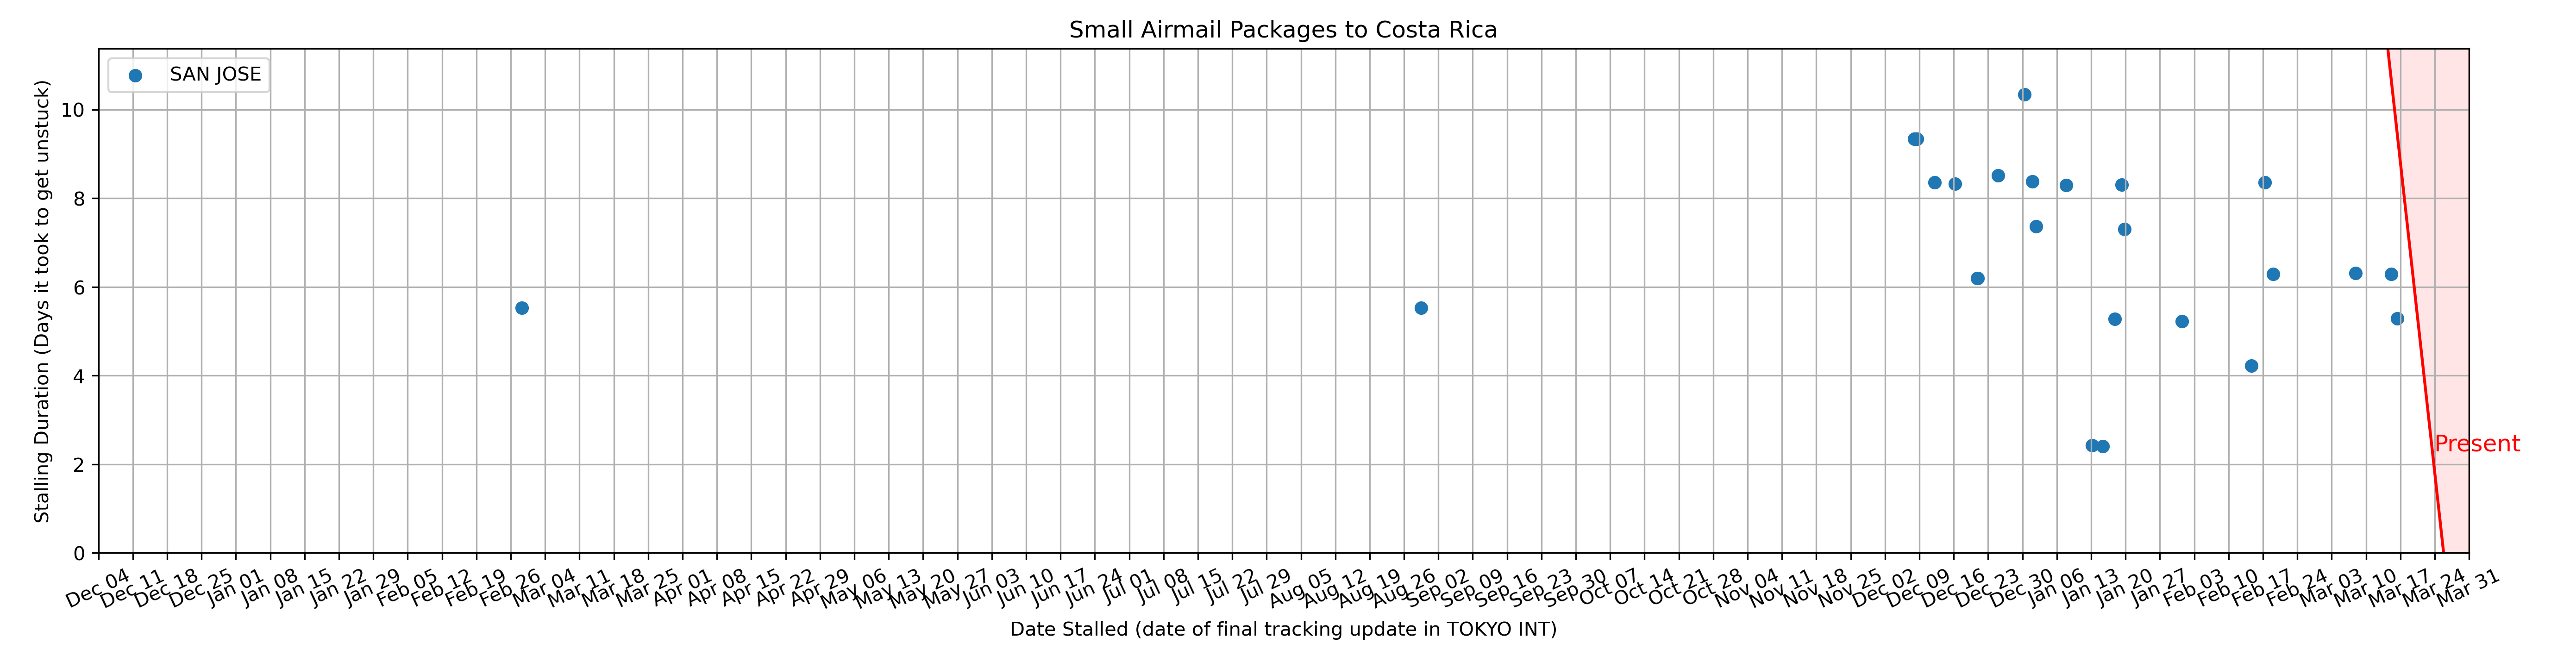 Small Airmail Packages to Costa Rica
SAN JOSE
Stalling Duration (Days it took to get unstuck)
10
8
6
4
2
0
Present
Dec 04
Dec 11
Dec 18
Dec 25
Jan 01
Jan 08
Jan 15
Jan 22
Jan 29
Feb 05
Feb 12
Feb 19
Feb 26
Mar 04
Mar 11
Mar 18
Mar 25
Apr 01
Apr 08
Apr 15
Apr 22
Apr 29
May 06
May 13
May 20
May 27
Jun 03
Jun 10
Jun 17
Jun 24
Jul 01
Jul 08
Jul 15
Jul 22
Jul 29
Aug 05
Aug 12
Aug 19
Aug 26
Sep 02
Sep 09
Sep 16
Sep 23
Sep 30
Oct 07
Oct 14
Oct 21
Oct 28
Nov 04
Nov 11
Nov 18
Nov 25
Dec 02
Dec 09
Dec 16
Dec 23
Dec 30
Jan 06
Jan 13
Jan 20
Jan 27
Feb 03
Feb 10
Feb 17
Feb 24
Mar 03
Mar 10
Mar 17
Mar 24
Mar 31
Date Stalled (date of final tracking update in TOKYO INT)